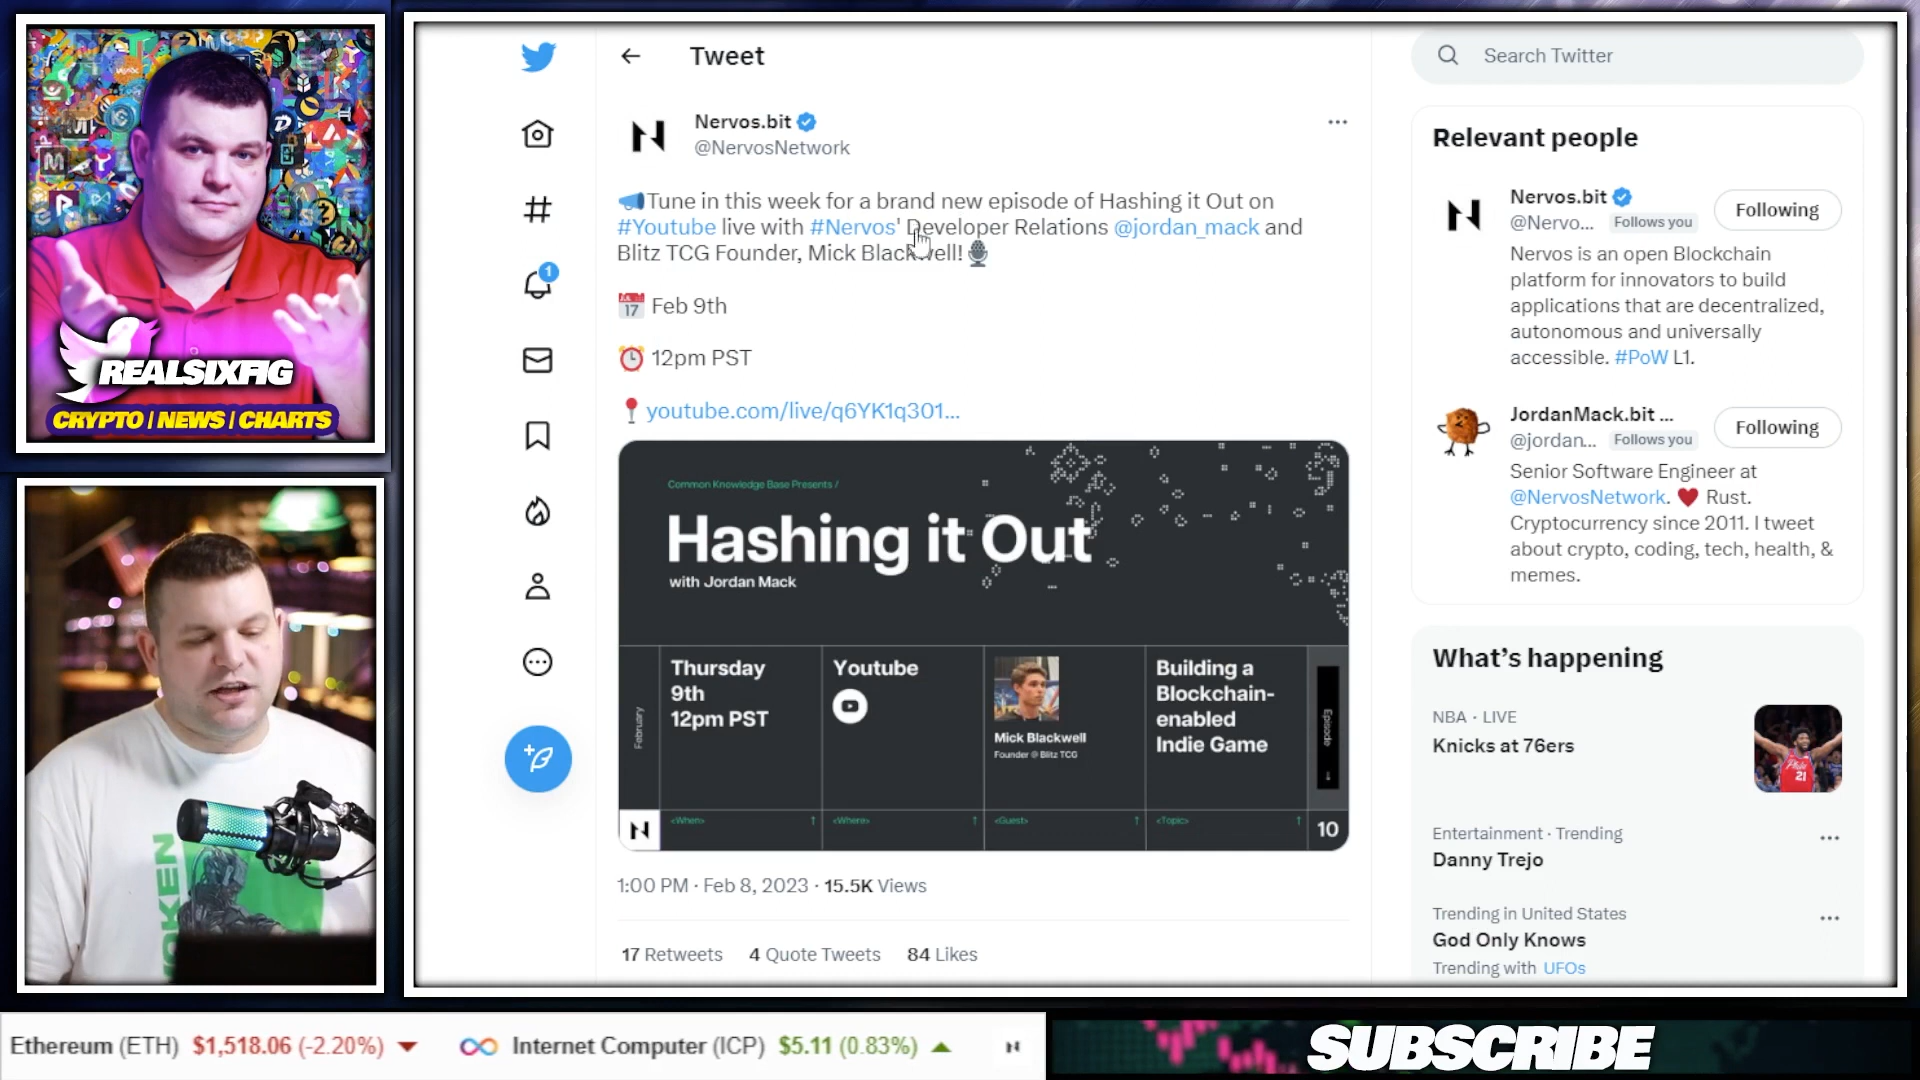 REALSIXFIG
CRYPTO | NEWS | CHARTS
OKEN
Tweet
Nervos.bit
@NervosNetwork
Tune in this week for a brand new episode of Hashing it Out on
#Youtube live with #Nervos' Developer Relations @jordan_mack and
Blitz TCG Founder, Mick Blackwell!
JUL 17 Feb 9th
12pm PST
youtube.com/live/q6YK1q3O1...
Common Knowledge Base Presents /
Hashing it Out
with Jordan Mack
February
Thursday
9th
12pm PST
Youtube
Mick Blackwell
Founder @ Blitz TCG
Building a
Blockchain-
enabled
Indie Game
Episode
<When>
<Where>
<Guest>
<Topic>
10
1:00 PM · Feb 8, 2023 · 15.5K Views
17 Retweets 4 Quote Tweets 84 Likes
1
Search Twitter
Relevant people
Nervos.bit
@Nervo... Follows you
Following
Nervos is an open Blockchain
platform for innovators to build
applications that are decentralized,
autonomous and universally
accessible. #PoW L1.
JordanMack.bit ...
@jordan... Follows you
Following
Senior Software Engineer at
@NervosNetwork. ❤ Rust.
Cryptocurrency since 2011. I tweet
about crypto, coding, tech, health, &
memes.
What's happening
NBA · LIVE
Knicks at 76ers
21
Entertainment · Trending
Danny Trejo
Trending in United States
God Only Knows
Trending with UFOs
Ethereum (ETH) $1,518.06 (-2.20%)
Internet Computer (ICP) $5.11 (0.83%)
SUBSCRIBE